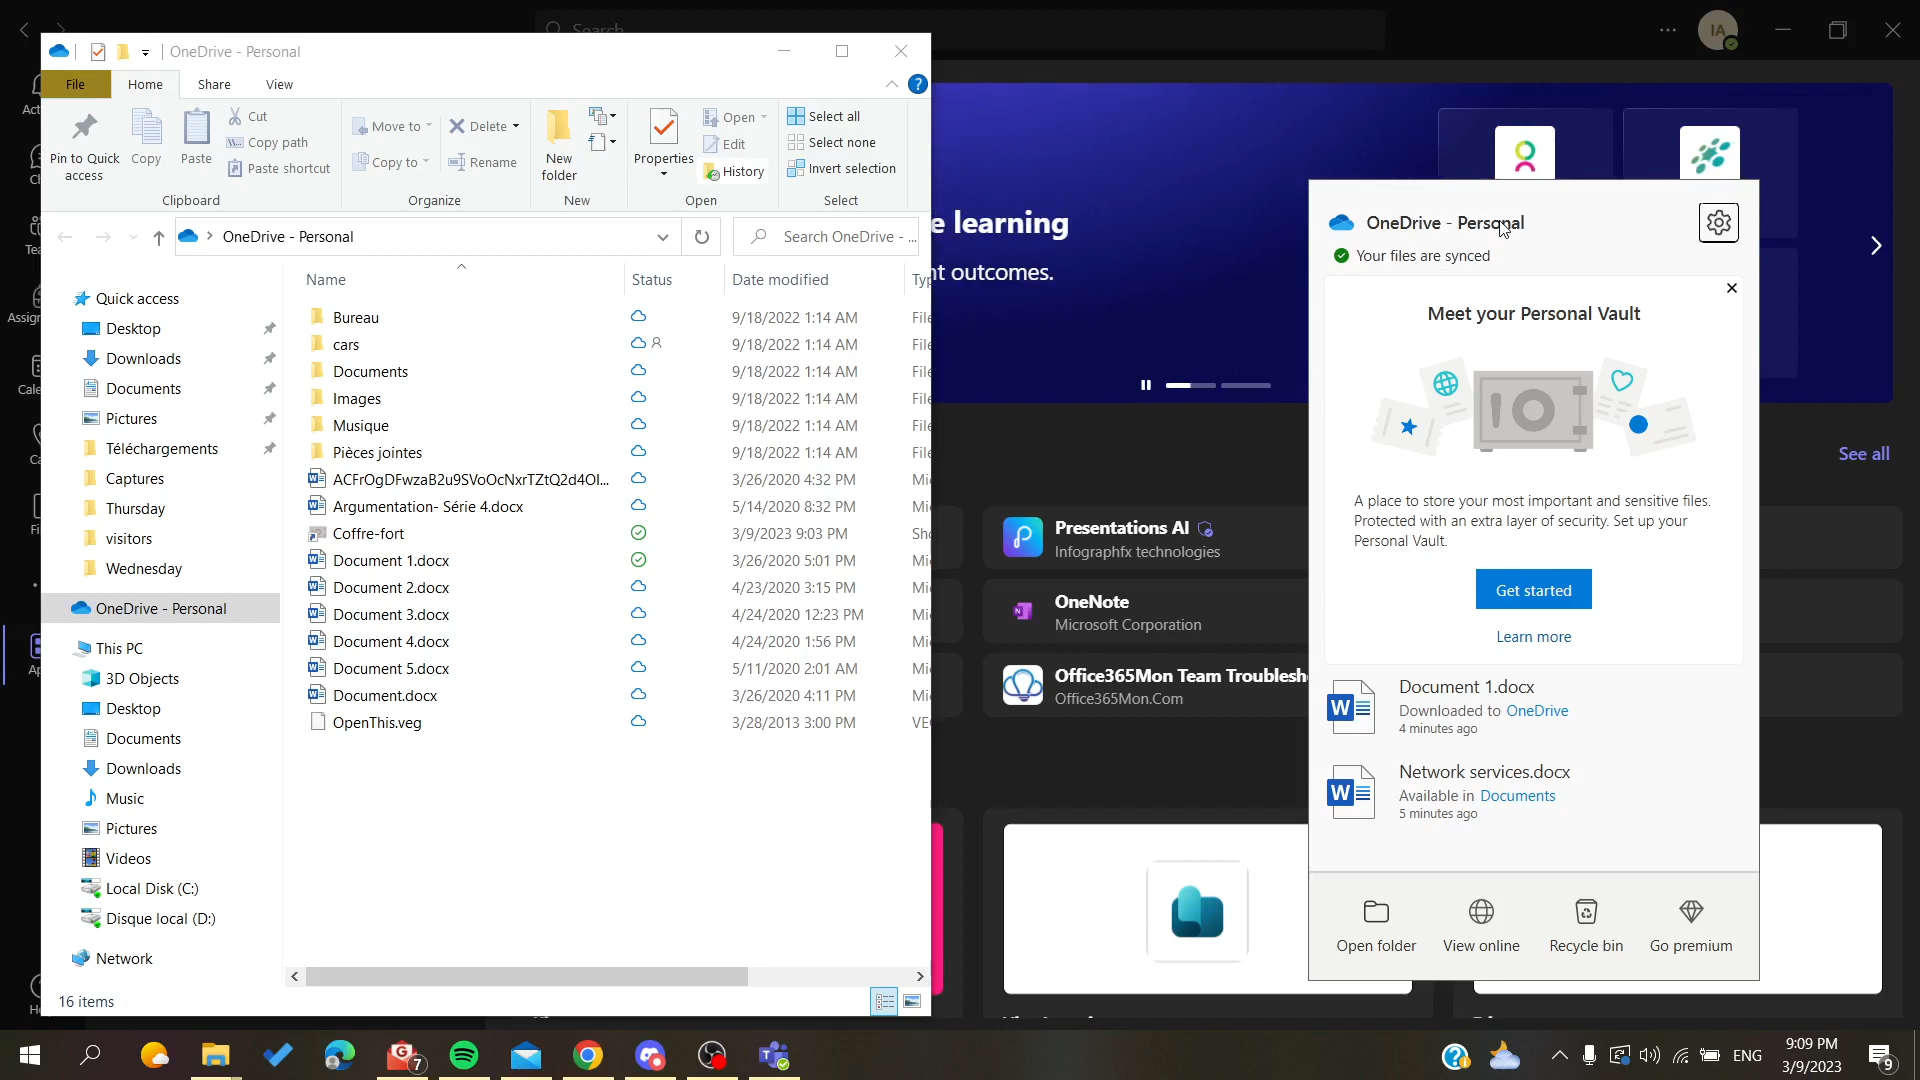 Search
IA
OneDrive - Personal
File
Home
Share
View
Pin to Quick access
Copy
Paste
Cut
Copy path
Paste shortcut
Clipboard
Move to
Copy to
Delete
Rename
Organize
New folder
New
Properties
Open
Edit
History
Open
Select all
Select none
Invert selection
Select
OneDrive - Personal
Search OneDrive - ...
Name
Status
Date modified
Quick access
Desktop
Downloads
Documents
Pictures
Téléchargements
Captures
Thursday
visitors
Wednesday
OneDrive - Personal
This PC
3D Objects
Desktop
Documents
Downloads
Music
Pictures
Videos
Local Disk (C:)
Disque local (D:)
Network
Bureau 9/18/2022 1:14 AM
cars 9/18/2022 1:14 AM
Documents 9/18/2022 1:14 AM
Images 9/18/2022 1:14 AM
Musique 9/18/2022 1:14 AM
Pièces jointes 9/18/2022 1:14 AM
ACFrOgDFwzaB2u9SVoOcNxrTZtQ2d4OI... 3/26/2020 4:32 PM
Argumentation- Série 4.docx 5/14/2020 8:32 PM
Coffre-fort 3/9/2023 9:03 PM
Document 1.docx 3/26/2020 5:01 PM
Document 2.docx 4/23/2020 3:15 PM
Document 3.docx 4/24/2020 12:23 PM
Document 4.docx 4/24/2020 1:56 PM
Document 5.docx 5/11/2020 2:01 AM
Document.docx 3/26/2020 4:11 PM
OpenThis.veg 3/28/2013 3:00 PM
16 items
e learning
nt outcomes.
See all
Presentations AI
Infographfx technologies
OneNote
Microsoft Corporation
Office365Mon Team Troublesh
Office365Mon.Com
OneDrive - Personal
Your files are synced
Meet your Personal Vault
A place to store your most important and sensitive files.
Protected with an extra layer of security. Set up your
Personal Vault.
Get started
Learn more
Document 1.docx
Downloaded to OneDrive
4 minutes ago
Network services.docx
Available in Documents
5 minutes ago
Open folder
View online
Recycle bin
Go premium
7
ENG
9:09 PM
3/9/2023
9